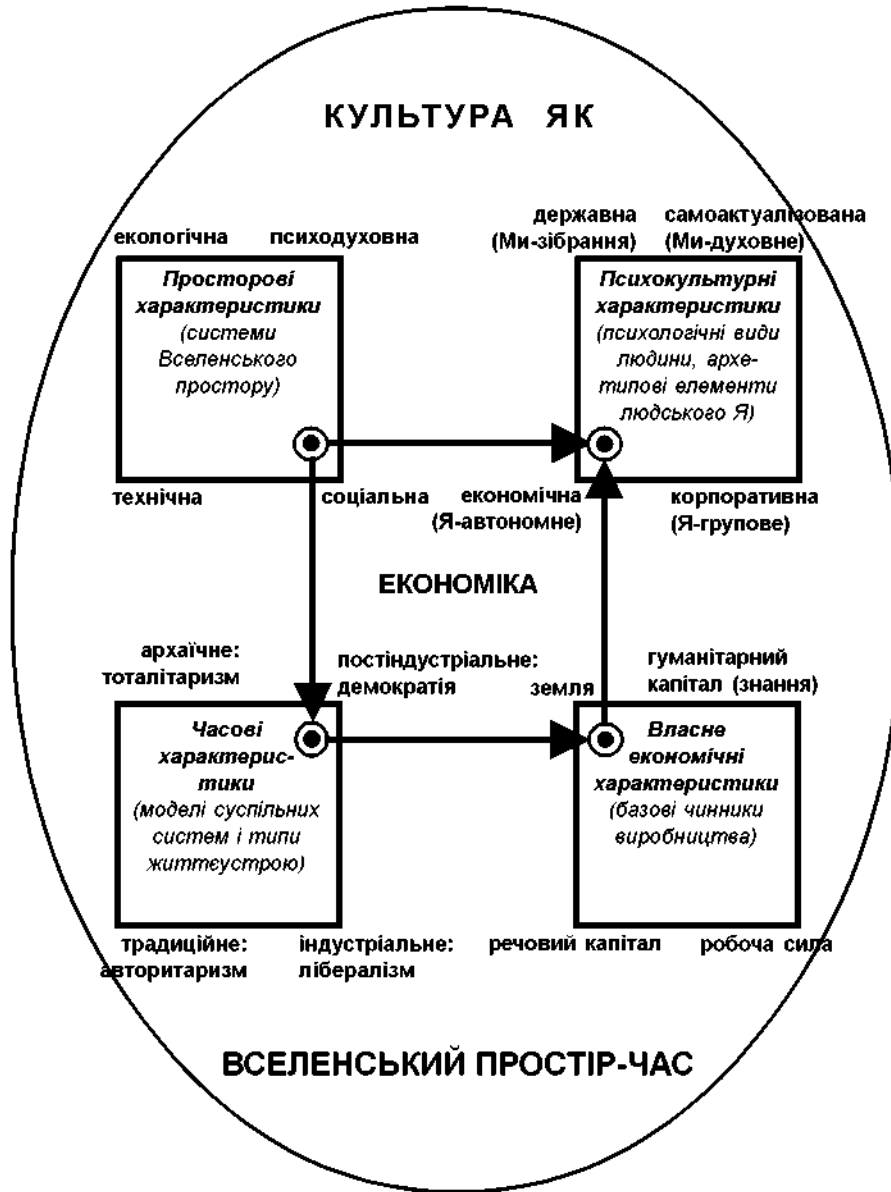 КУЛЬТУРА ЯК
екологічна
психодуховна
державна
(Ми-зібрання)
самоактуалізована
(Ми-духовне)
Просторові
характеристики
(системи
Вселенського
простору)
Психокультурні
характеристики
(психологічні види
людини, архе-
типові елементи
людського Я)
технічна
соціальна
економічна
(Я-автономне)
корпоративна
(Я-групове)
ЕКОНОМІКА
архаїчне:
тоталітаризм
постіндустріальне:
демократія
земля
гуманітарний
капітал (знання)
Часові
характерис-
тики
(моделі суспільних
систем і типи
життєустрою)
Власне
економічні
характеристики
(базові чинники
виробництва)
традиційне:
авторитаризм
індустріальне:
лібералізм
речовий капітал
робоча сила
ВСЕЛЕНСЬКИЙ ПРОСТІР-ЧАС